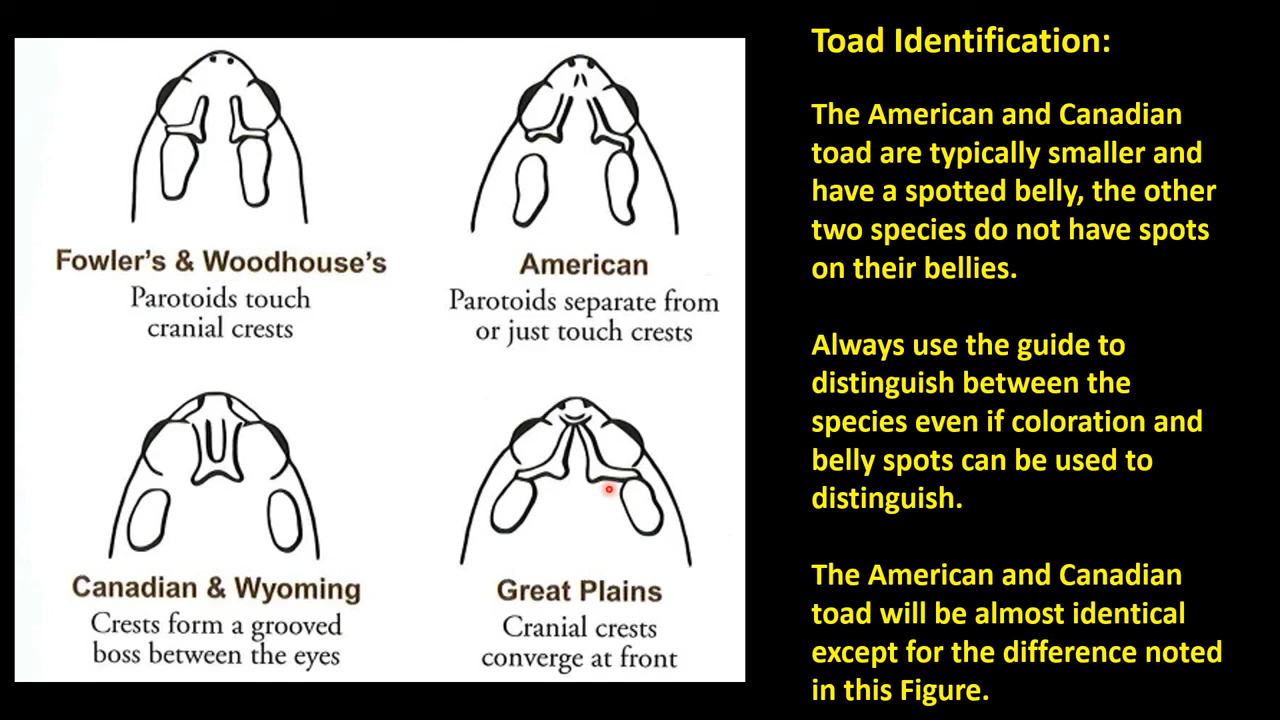 Toad Identification:
The American and Canadian
toad are typically smaller and
have a spotted belly, the other
two species do not have spots
on their bellies.
Always use the guide to
distinguish between the
species even if coloration and
belly spots can be used to
distinguish.
The American and Canadian
toad will be almost identical
except for the difference noted
in this Figure.
Fowler's & Woodhouse's
Parotoids touch
cranial crests
American
Parotoids separate from
or just touch crests
Canadian & Wyoming
Crests form a grooved
boss between the eyes
Great Plains
Cranial crests
converge at front